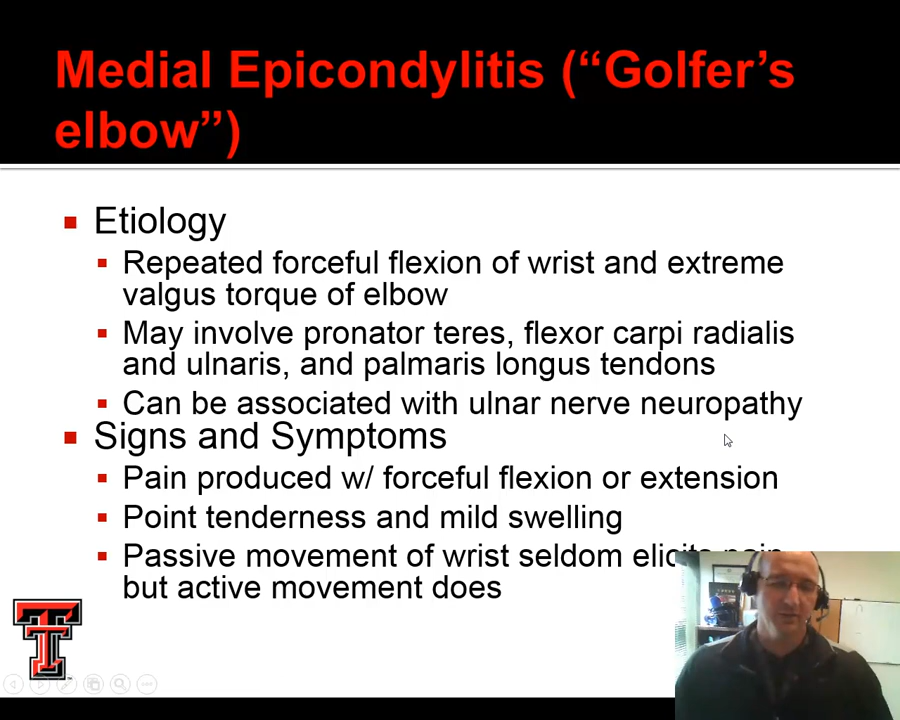 Medial Epicondylitis (“Golfer’s
elbow”)
Etiology
Repeated forceful flexion of wrist and extreme
valgus torque of elbow
May involve pronator teres, flexor carpi radialis
and ulnaris, and palmaris longus tendons
Can be associated with ulnar nerve neuropathy
Signs and Symptoms
Pain produced w/ forceful flexion or extension
Point tenderness and mild swelling
Passive movement of wrist seldom elicits pain
but active movement does